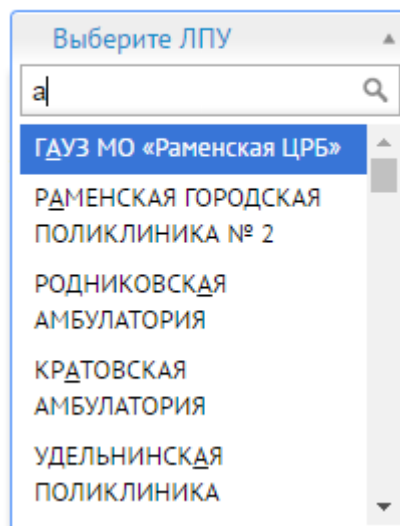 Выберите ЛПУ
а
ГАУЗ МО «Раменская ЦРБ»
РАМЕНСКАЯ ГОРОДСКАЯ
ПОЛИКЛИНИКА № 2
РОДНИКОВСКАЯ
АМБУЛАТОРИЯ
КРАТОВСКАЯ
АМБУЛАТОРИЯ
УДЕЛЬНИНСКАЯ
ПОЛИКЛИНИКА